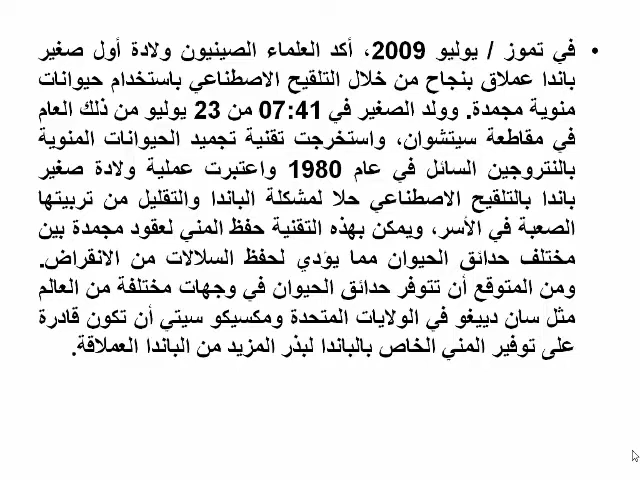 • في تموز / يوليو 2009، أكد العلماء الصينيون ولادة أول صغير
باندا عملاق بنجاح من خلال التلقيح الاصطناعي باستخدام حيوانات
منوية مجمدة. وولد الصغير في 07:41 من 23 يوليو من ذلك العام
في مقاطعة سيتشوان، واستخرجت تقنية تجميد الحيوانات المنوية
بالنتروجين السائل في عام 1980 واعتبرت عملية ولادة صغير
باندا بالتلقيح الاصطناعي حلا لمشكلة الباندا والتقليل من تربيتها
الصعبة في الأسر، ويمكن بهذه التقنية حفظ المني لعقود مجمدة بين
مختلف حدائق الحيوان مما يؤدي لحفظ السلالات من الانقراض.
ومن المتوقع أن تتوفر حدائق الحيوان في وجهات مختلفة من العالم
مثل سان دييغو في الولايات المتحدة ومكسيكو سيتي أن تكون قادرة
على توفير المني الخاص بالباندا لبذر المزيد من الباندا العملاقة.